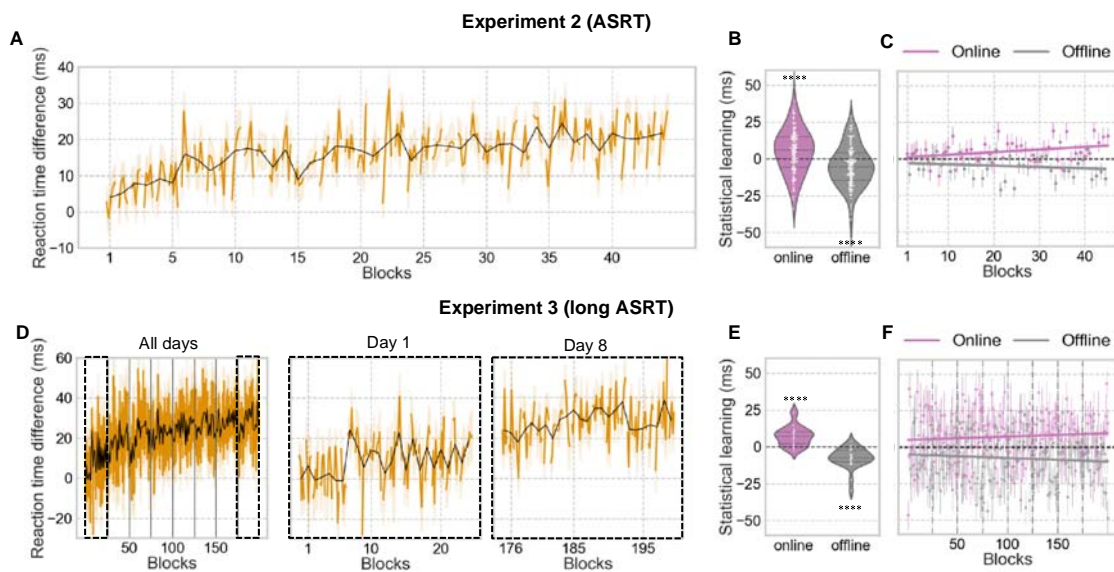 Experiment 2 (ASRT)
A
B
C
Online
Offline
Reaction time difference (ms)
40
30
20
10
0
−10
1
5
10
15
20
25
30
35
40
Blocks
Statistical learning (ms)
50
25
0
−25
−50
****
****
online
offline
1
10
20
30
40
Blocks
Experiment 3 (long ASRT)
D
All days
Day 1
Day 8
E
F
Online
Offline
Reaction time difference (ms)
60
40
20
0
−20
50
100
150
Blocks
1
10
20
Blocks
176
185
195
Blocks
Statistical learning (ms)
50
25
0
−25
−50
****
****
online
offline
50
100
150
Blocks